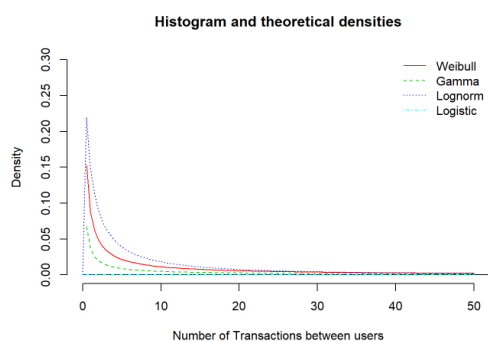 Histogram and theoretical densities
0.30
0.25
0.20
0.15
0.10
0.05
0.00
Density
Weibull
Gamma
Lognorm
Logistic
0 10 20 30 40 50
Number of Transactions between users